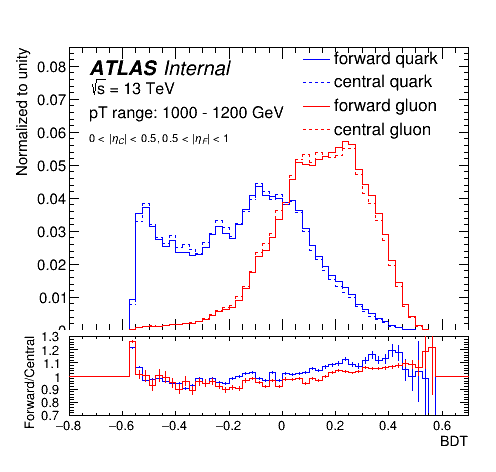 Normalized to unity
0.08
0.07
0.06
0.05
0.04
0.03
0.02
0.01
0
ATLAS Internal
√s = 13 TeV
pT range: 1000 - 1200 GeV
0 < |η_C| < 0.5, 0.5 < |η_F| < 1
forward quark
central quark
forward gluon
central gluon
Forward/Central
1.3
1.2
1.1
1
0.9
0.8
0.7
−0.8 −0.6 −0.4 −0.2 0 0.2 0.4 0.6
BDT